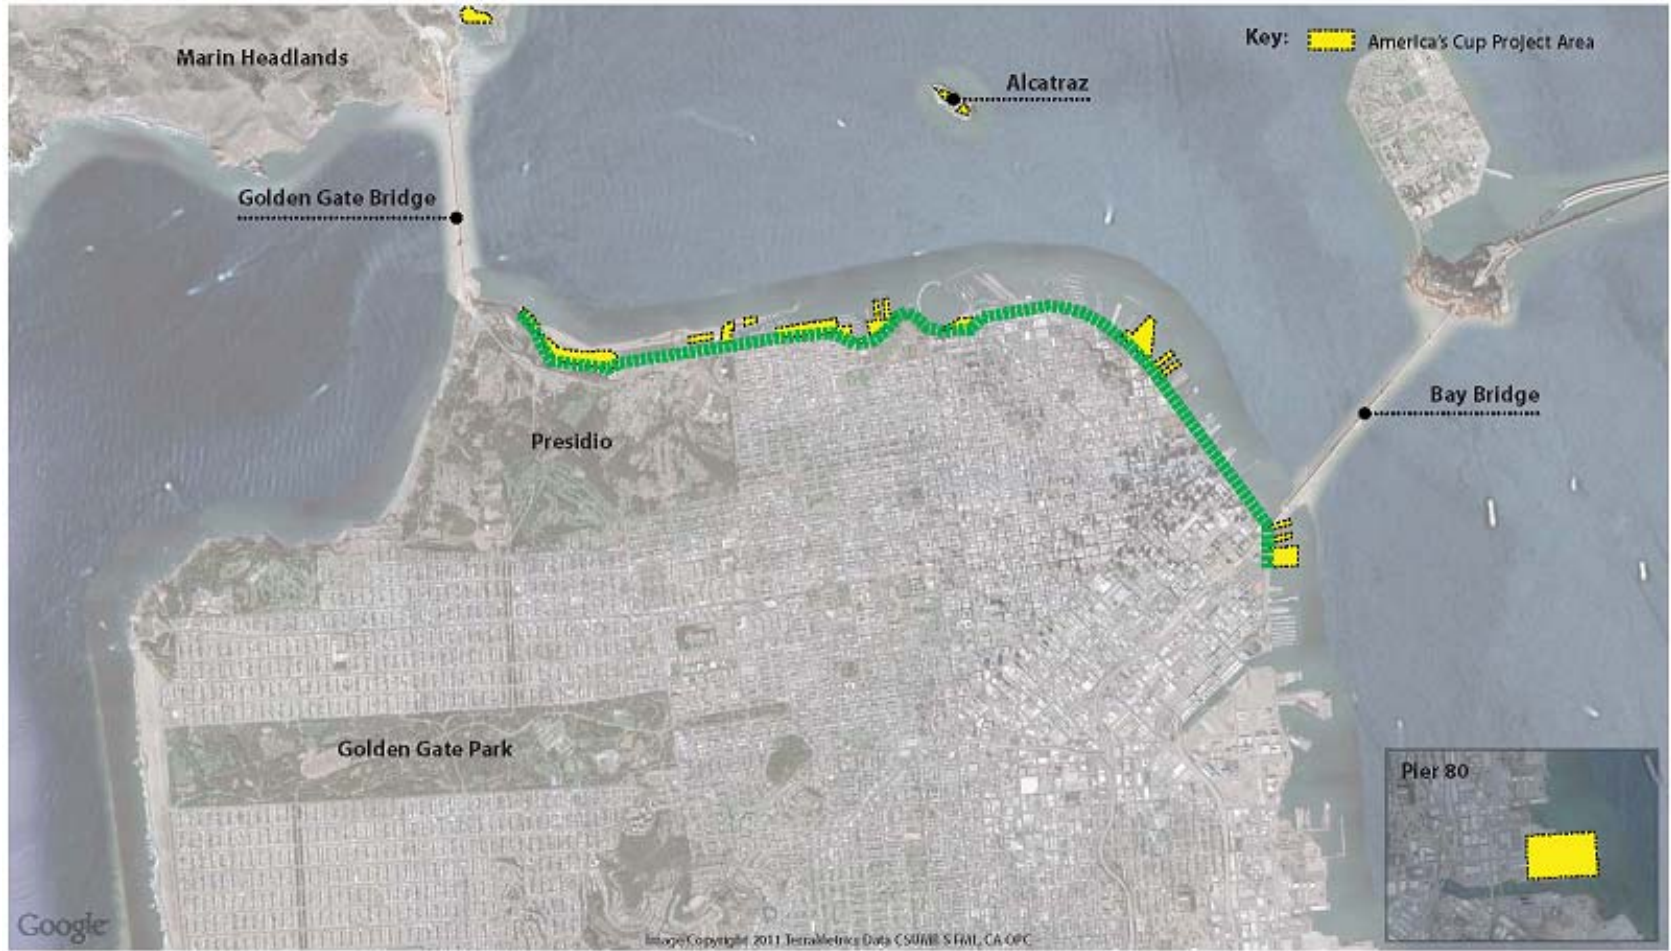 Key:
America's Cup Project Area
Marin Headlands
Alcatraz
Golden Gate Bridge
Bay Bridge
Presidio
Golden Gate Park
Pier 80
Google
Image Copyright 2011 TerraMetrics Data CSUMB SFML, CA OPC